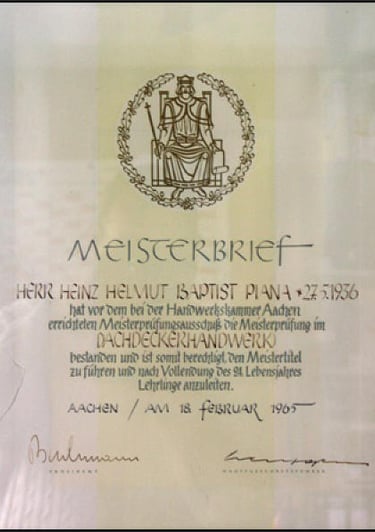 MEISTERBRIEF
HERR HEINZ HELMUT BAPTIST PIANA *27.5.1936
hat vor dem bei der Handwerkskammer Aachen
errichteten Meisterprüfungsausschuß die Meisterprüfung im
DACHDECKERHANDWERK
bestanden und ist somit berechtigt, den Meistertitel
zu führen und nach Vollendung des 24. Lebensjahres
Lehrlinge anzuleiten.
AACHEN / AM 18. FEBRUAR 1965
PRÄSIDENT HAUPTGESCHÄFTSFÜHRER